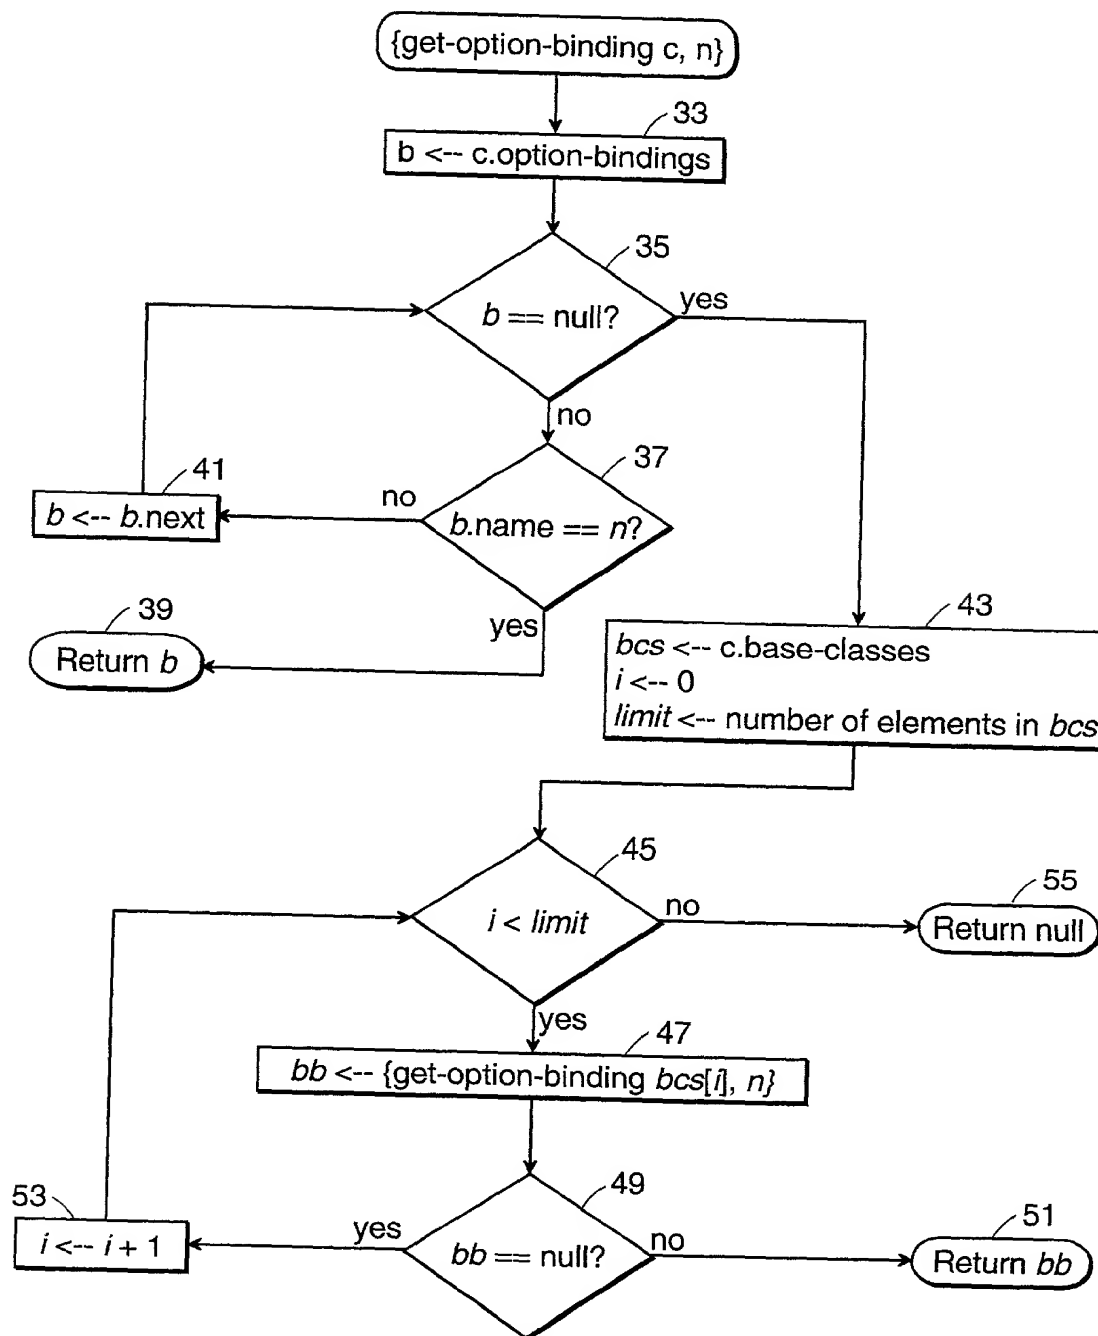 {get-option-binding c, n}
33
b <-- c.option-bindings
35
b == null?
yes
no
37
41
no
b <-- b.next
b.name == n?
39
yes
Return b
43
bcs <-- c.base-classes
i <-- 0
limit <-- number of elements in bcs
45
55
i < limit
no
Return null
yes
47
bb <-- {get-option-binding bcs[i], n}
49
53
51
yes
no
i <-- i + 1
bb == null?
Return bb